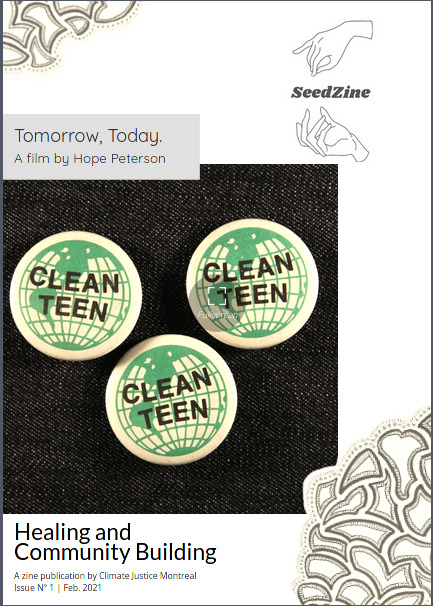 SeedZine
Tomorrow, Today.
A film by Hope Peterson
CLEAN
TEEN
CLEAN
TEEN
Fullscreen
CLEAN
TEEN
Healing and
Community Building
A zine publication by Climate Justice Montreal
Issue N° 1 | Feb. 2021